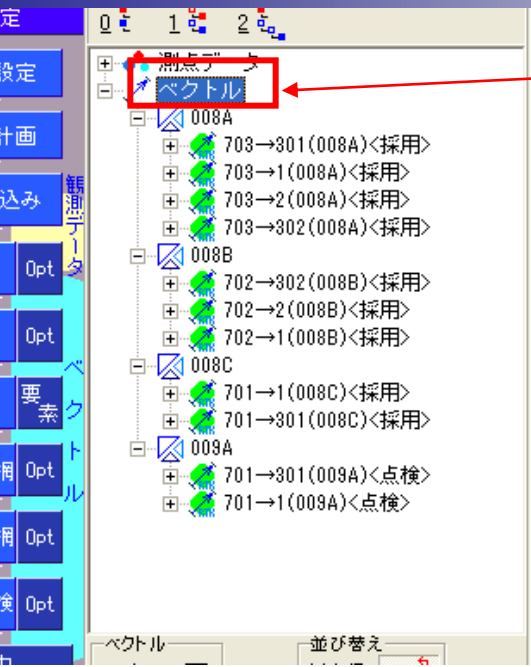 定
0 1 2
設定
測点データ
ベクトル
計画
008A
703→301(008A)<採用>
703→1(008A)<採用>
込み
703→2(008A)<採用>
703→302(008A)<採用>
観測データ
008B
Opt
702→302(008B)<採用>
702→2(008B)<採用>
Opt
702→1(008B)<採用>
008C
要素
701→1(008C)<採用>
701→301(008C)<採用>
ベクトル
009A
網 Opt
701→301(009A)<点検>
701→1(009A)<点検>
網 Opt
検 Opt
ベクトル
並び替え